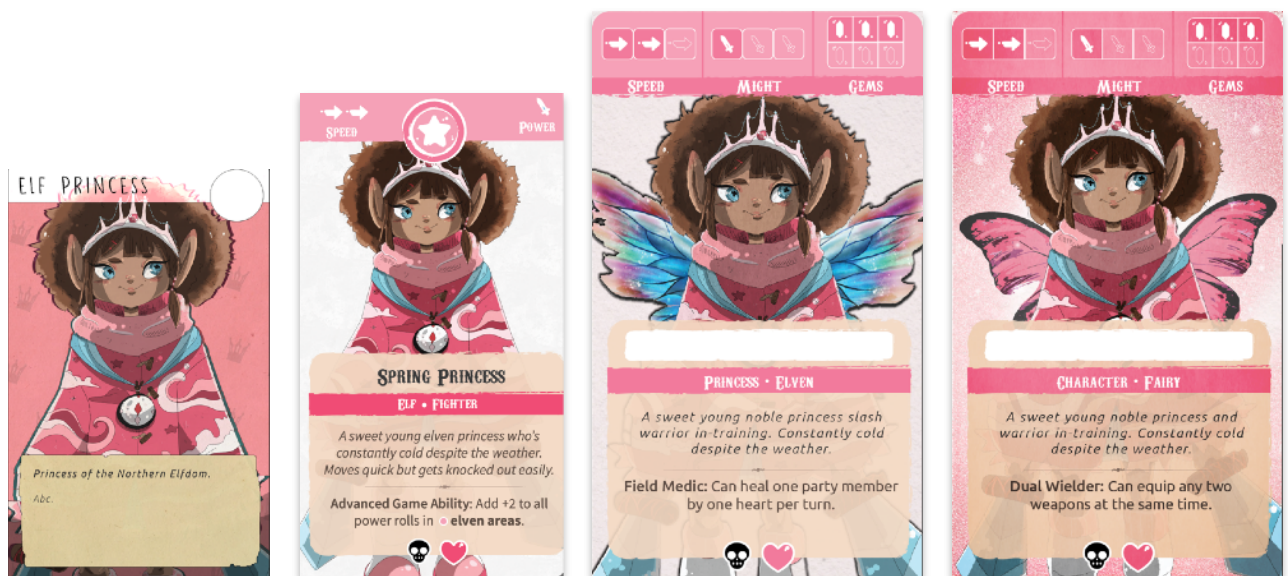 ELF PRINCESS
Princess of the Northern Elfdom.
Abc.
SPEED
POWER
SPRING PRINCESS
ELF • FIGHTER
A sweet young elven princess who's
constantly cold despite the weather.
Moves quick but gets knocked out easily.
Advanced Game Ability: Add +2 to all
power rolls in elven areas.
SPEED MIGHT GEMS
PRINCESS • ELVEN
A sweet young noble princess slash
warrior in-training. Constantly cold
despite the weather.
Field Medic: Can heal one party member
by one heart per turn.
SPEED MIGHT GEMS
CHARACTER • FAIRY
A sweet young noble princess and
warrior in-training. Constantly cold
despite the weather.
Dual Wielder: Can equip any two
weapons at the same time.